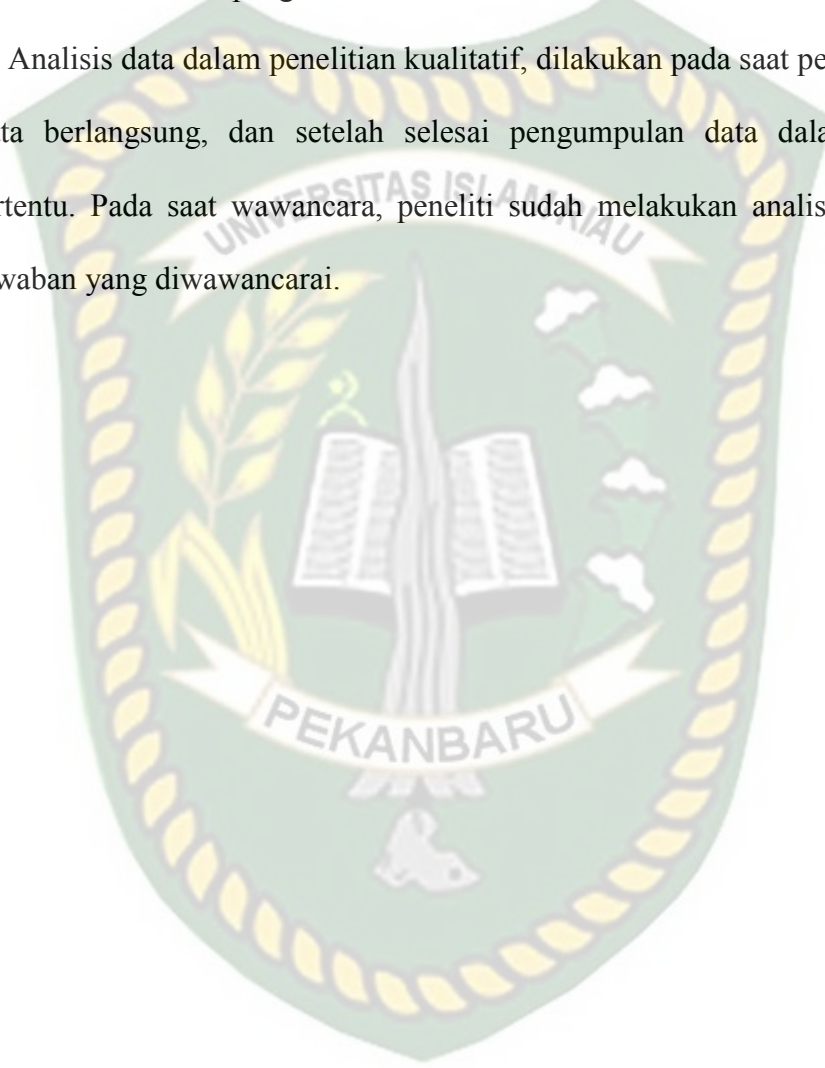 Analisis data dalam penelitian kualitatif, dilakukan pada saat pe
ta berlangsung, dan setelah selesai pengumpulan data dala
rtentu. Pada saat wawancara, peneliti sudah melakukan analis
waban yang diwawancarai.
UNIVERSITAS ISLAM RIAU
PEKANBARU